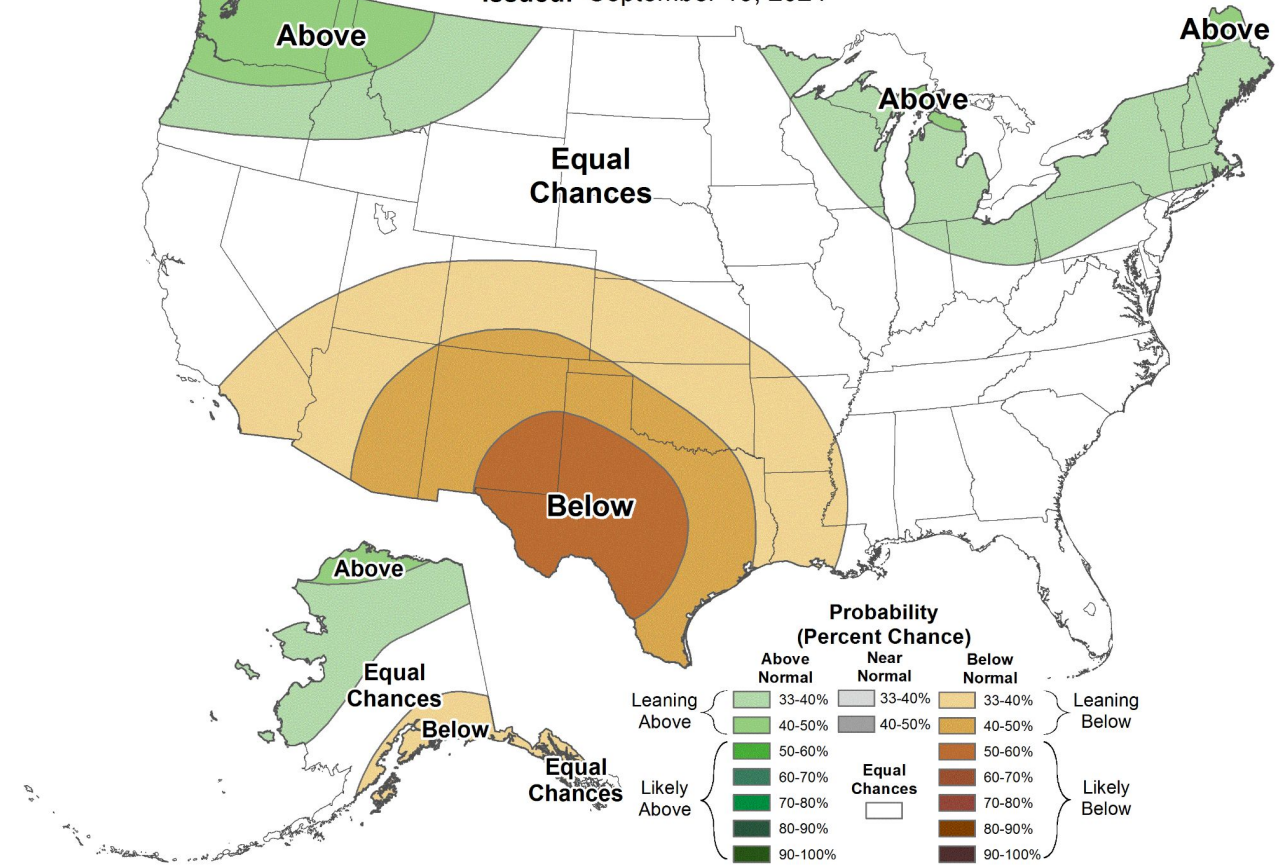 Above
Above
Above
Equal
Chances
Below
Above
Equal
Chances
Below
Equal
Chances
Probability
(Percent Chance)
Above
Normal
Near
Normal
Below
Normal
Leaning
Above
33-40%
33-40%
33-40%
Leaning
Below
40-50%
40-50%
40-50%
Likely
Above
50-60%
60-70%
70-80%
80-90%
90-100%
Equal
Chances
50-60%
60-70%
70-80%
80-90%
90-100%
Likely
Below